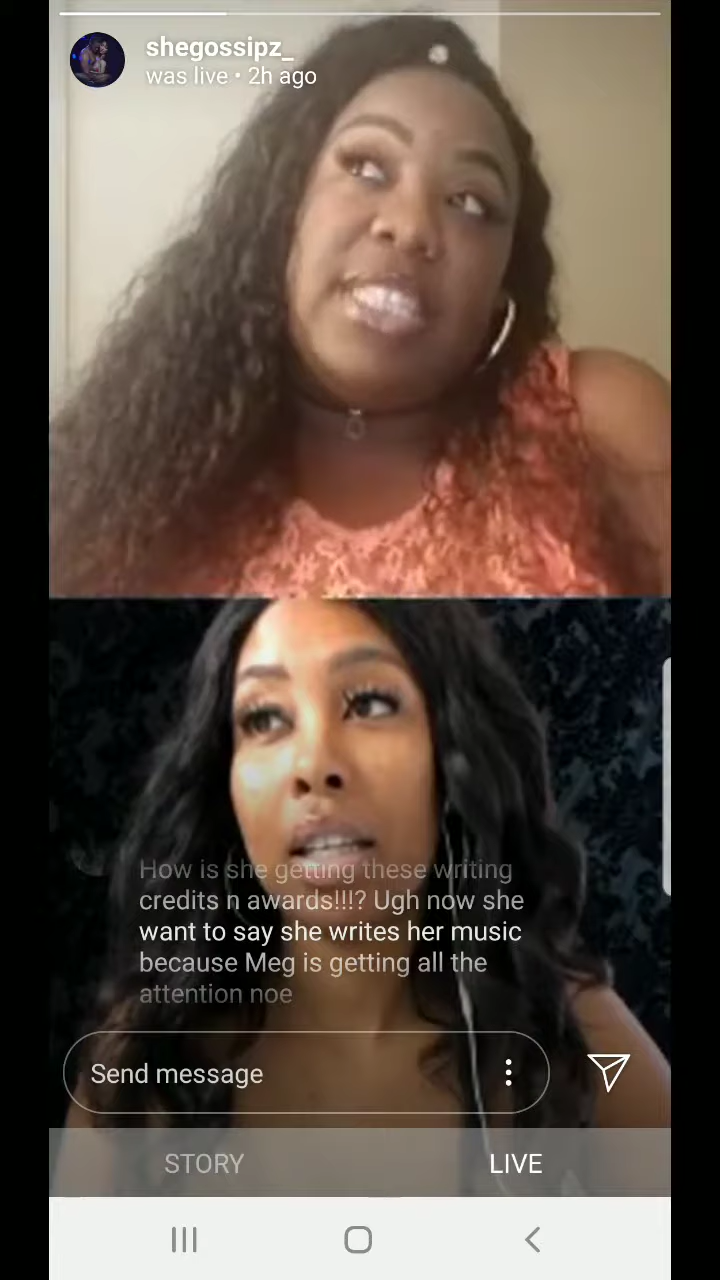 shegossipz_
was live • 2h ago
How is she getting these writing
credits n awards!!!? Ugh now she
want to say she writes her music
because Meg is getting all the
attention noe
Send message
STORY LIVE